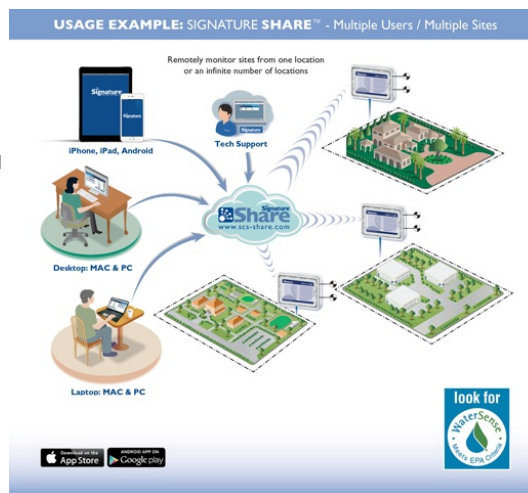 USAGE EXAMPLE: SIGNATURE SHARE™ - Multiple Users / Multiple Sites
Remotely monitor sites from one location
or an infinite number of locations
Signature
Signature
iPhone, iPad, Android
Signature
Tech Support
Signature
Share
www.scs-share.com
Desktop: MAC & PC
Laptop: MAC & PC
look for
WaterSense
Meets EPA Criteria
Download on the
App Store
ANDROID APP ON
Google play